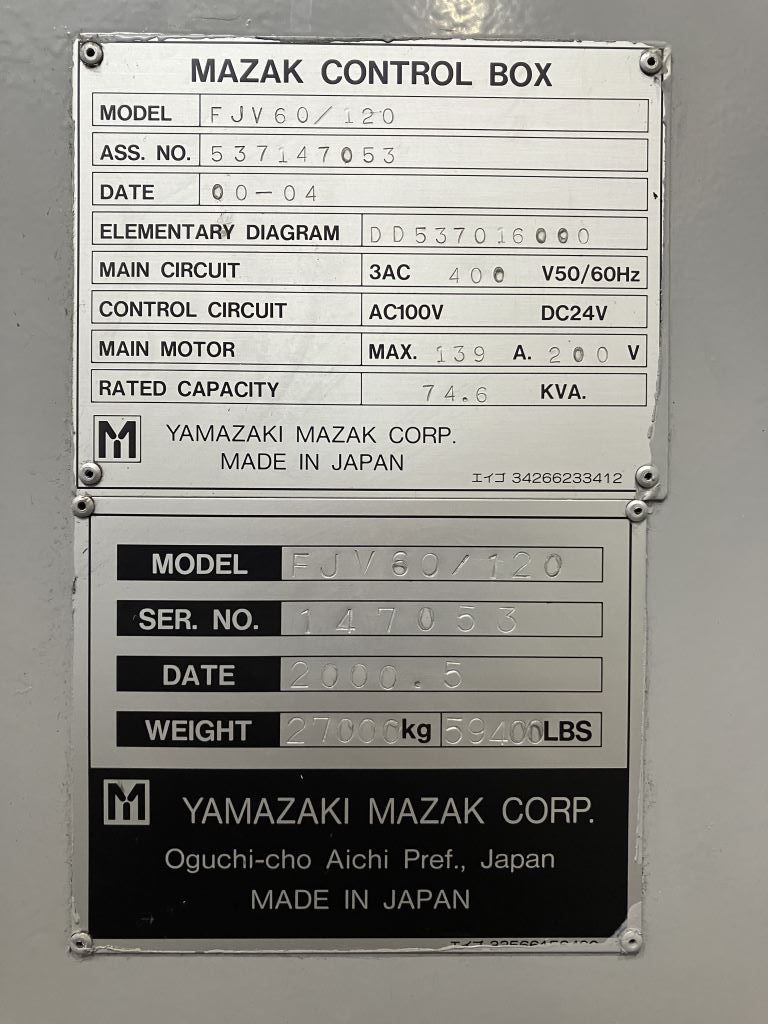 MAZAK CONTROL BOX
MODEL FJV60/120
ASS. NO. 537147053
DATE 00-04
ELEMENTARY DIAGRAM DD537016000
MAIN CIRCUIT 3AC 400 V50/60Hz
CONTROL CIRCUIT AC100V DC24V
MAIN MOTOR MAX. 139 A. 200 V
RATED CAPACITY 74.6 KVA.
YAMAZAKI MAZAK CORP.
MADE IN JAPAN
エイゴ 34266233412
MODEL FJV60/120
SER. NO. 147053
DATE 2000.5
WEIGHT 27000kg 59400LBS
YAMAZAKI MAZAK CORP.
Oguchi-cho Aichi Pref., Japan
MADE IN JAPAN